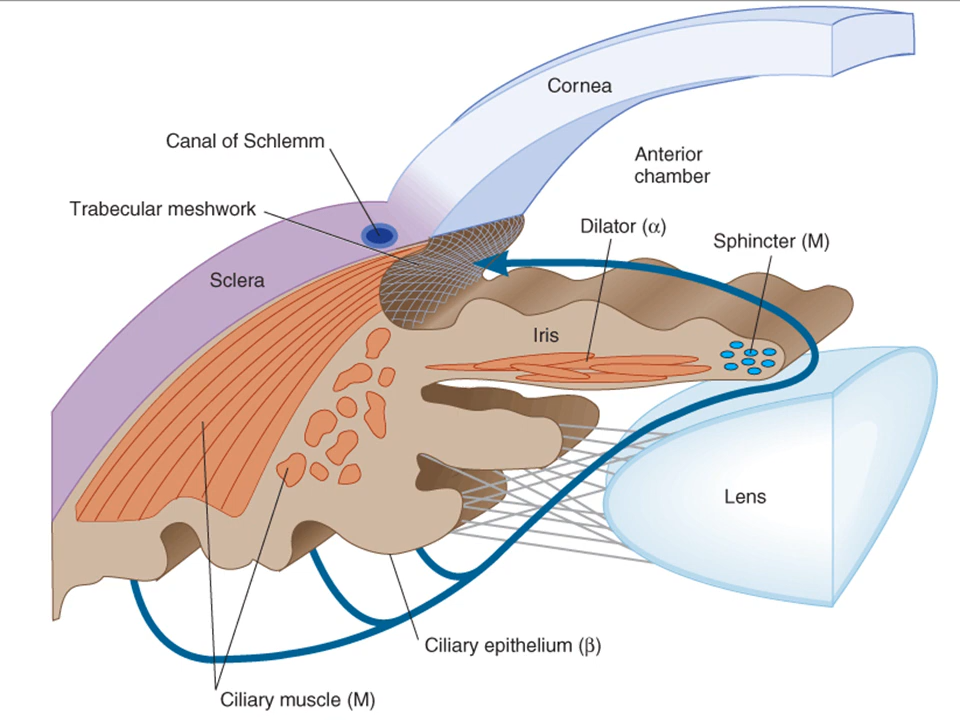 Cornea
Canal of Schlemm
Anterior
chamber
Trabecular meshwork
Dilator (α)
Sphincter (M)
Sclera
Iris
Lens
Ciliary epithelium (β)
Ciliary muscle (M)